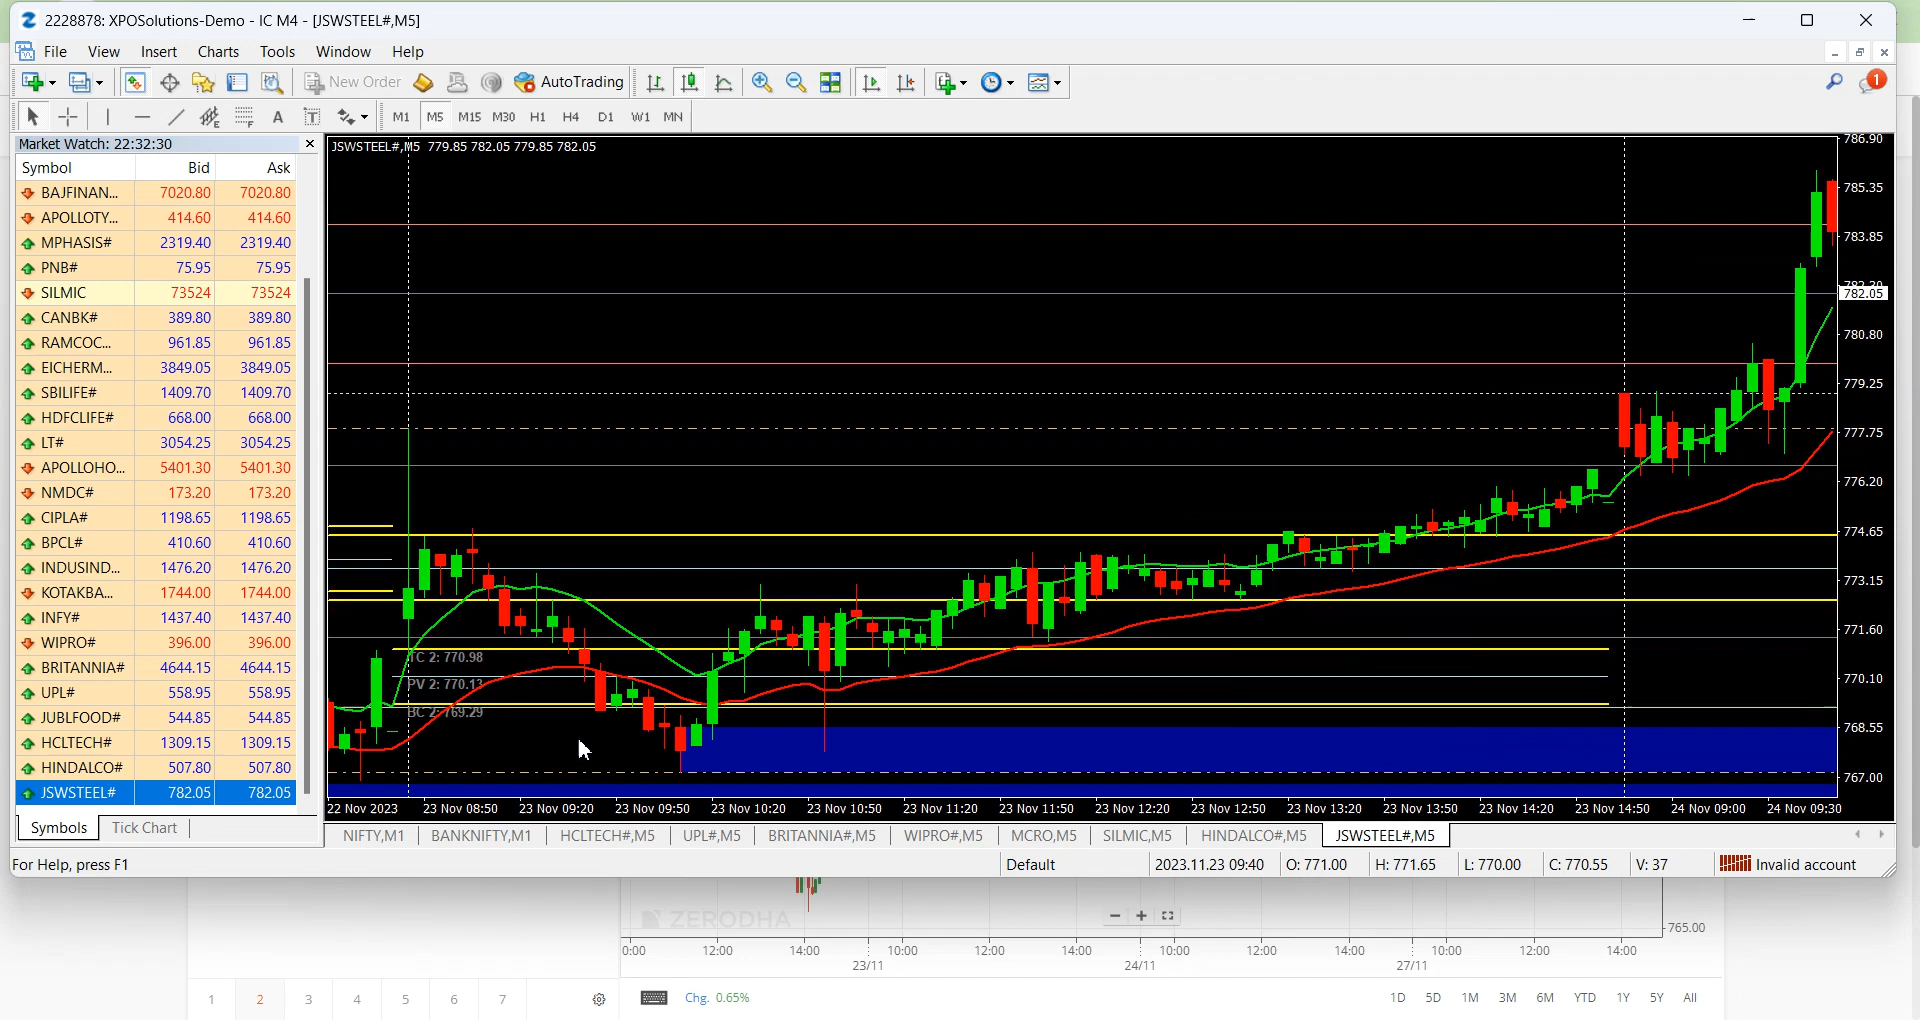 2228878: XPOSolutions-Demo - IC M4 - [JSWSTEEL#,M5]
File View Insert Charts Tools Window Help
New Order AutoTrading 1
A T M1 M5 M15 M30 H1 H4 D1 W1 MN
Market Watch: 22:32:30
Symbol Bid Ask
BAJFINAN... 7020.80 7020.80
APOLLOTY... 414.60 414.60
MPHASIS# 2319.40 2319.40
PNB# 75.95 75.95
SILMIC 73524 73524
CANBK# 389.80 389.80
RAMCOC... 961.85 961.85
EICHERM... 3849.05 3849.05
SBILIFE# 1409.70 1409.70
HDFCLIFE# 668.00 668.00
LT# 3054.25 3054.25
APOLLOHO... 5401.30 5401.30
NMDC# 173.20 173.20
CIPLA# 1198.65 1198.65
BPCL# 410.60 410.60
INDUSIND... 1476.20 1476.20
KOTAKBA... 1744.00 1744.00
INFY# 1437.40 1437.40
WIPRO# 396.00 396.00
BRITANNIA# 4644.15 4644.15
UPL# 558.95 558.95
JUBLFOOD# 544.85 544.85
HCLTECH# 1309.15 1309.15
HINDALCO# 507.80 507.80
JSWSTEEL# 782.05 782.05
Symbols Tick Chart
JSWSTEEL#,M5 779.85 782.05 779.85 782.05
786.90
785.35
783.85
782.05
780.80
779.25
777.75
776.20
774.65
773.15
771.60
770.10
768.55
767.00
TC 2: 770.98
PV 2: 770.13
BC 2: 769.29
22 Nov 2023 23 Nov 08:50 23 Nov 09:20 23 Nov 09:50 23 Nov 10:20 23 Nov 10:50 23 Nov 11:20 23 Nov 11:50 23 Nov 12:20 23 Nov 12:50 23 Nov 13:20 23 Nov 13:50 23 Nov 14:20 23 Nov 14:50 24 Nov 09:00 24 Nov 09:30
NIFTY,M1 BANKNIFTY,M1 HCLTECH#,M5 UPL#,M5 BRITANNIA#,M5 WIPRO#,M5 MCRO,M5 SILMIC,M5 HINDALCO#,M5 JSWSTEEL#,M5
For Help, press F1 Default 2023.11.23 09:40 O: 771.00 H: 771.65 L: 770.00 C: 770.55 V: 37 Invalid account
ZERODHA
765.00
0:00 12:00 14:00 10:00 12:00 14:00 10:00 12:00 14:00 10:00 12:00 14:00
23/11 24/11 27/11
1 2 3 4 5 6 7 Chg. 0.65% 1D 5D 1M 3M 6M YTD 1Y 5Y All